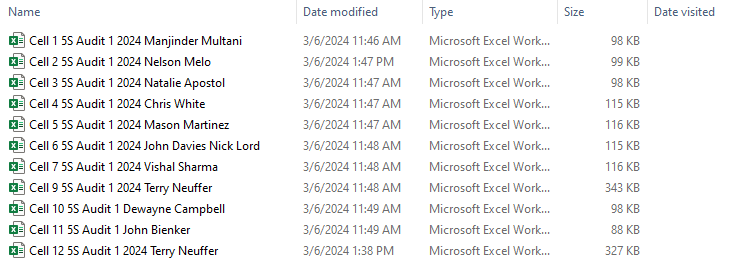 Name Date modified Type Size Date visited
Cell 1 5S Audit 1 2024 Manjinder Multani 3/6/2024 11:46 AM Microsoft Excel Work... 98 KB
Cell 2 5S Audit 1 2024 Nelson Melo 3/6/2024 1:47 PM Microsoft Excel Work... 99 KB
Cell 3 5S Audit 1 2024 Natalie Apostol 3/6/2024 11:47 AM Microsoft Excel Work... 98 KB
Cell 4 5S Audit 1 2024 Chris White 3/6/2024 11:47 AM Microsoft Excel Work... 115 KB
Cell 5 5S Audit 1 2024 Mason Martinez 3/6/2024 11:47 AM Microsoft Excel Work... 116 KB
Cell 6 5S Audit 1 2024 John Davies Nick Lord 3/6/2024 11:48 AM Microsoft Excel Work... 115 KB
Cell 7 5S Audit 1 2024 Vishal Sharma 3/6/2024 11:48 AM Microsoft Excel Work... 116 KB
Cell 9 5S Audit 1 2024 Terry Neuffer 3/6/2024 11:48 AM Microsoft Excel Work... 343 KB
Cell 10 5S Audit 1 Dewayne Campbell 3/6/2024 11:49 AM Microsoft Excel Work... 98 KB
Cell 11 5S Audit 1 John Bienker 3/6/2024 11:49 AM Microsoft Excel Work... 88 KB
Cell 12 5S Audit 1 2024 Terry Neuffer 3/6/2024 1:38 PM Microsoft Excel Work... 327 KB